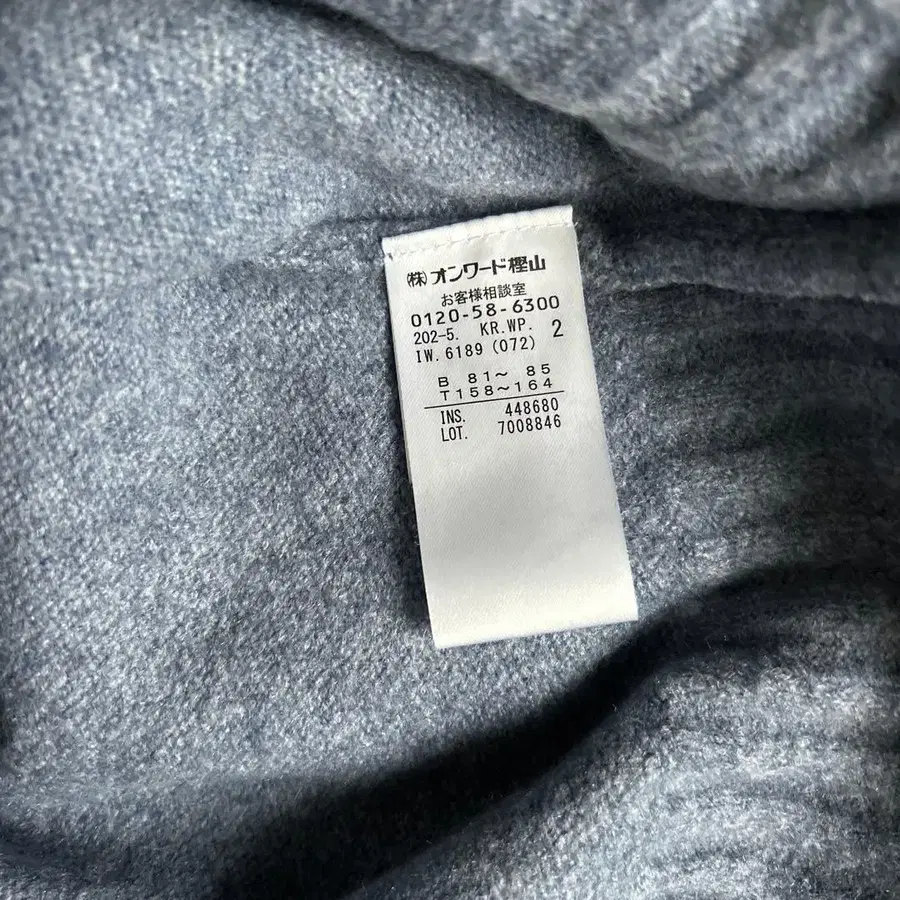 ㈱オンワード樫山
お客様相談室
0120-58-6300
202-5. KR.WP. 2
IW.6189 (072)
B 81～ 85
T158～164
INS. 448680
LOT. 7008846